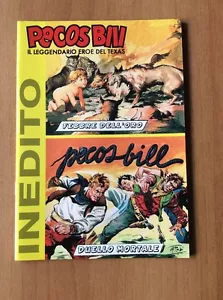 PECOS BILL
IL LEGGENDARIO EROE DEL TEXAS
INEDITO
FEBBRE DELL'ORO
pecos bill
DUELLO MORTALE